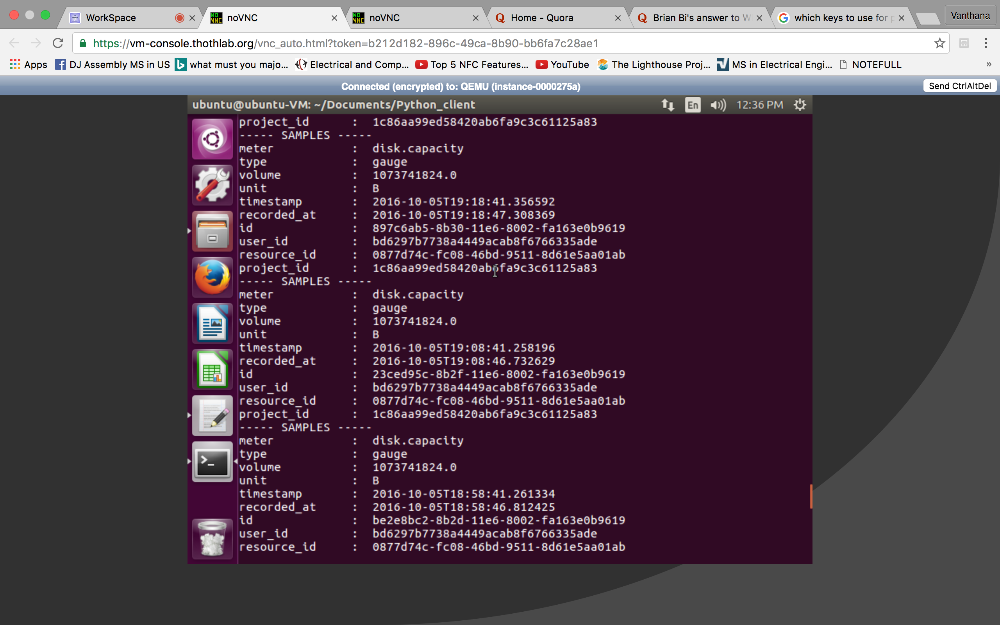 WorkSpace noVNC noVNC Home - Quora Brian Bi's answer to W which keys to use for p Vanthana
https://vm-console.thothlab.org/vnc_auto.html?token=b212d182-896c-49ca-8b90-bb6fa7c28ae1
Apps DJ Assembly MS in US what must you majo... Electrical and Comp... Top 5 NFC Features... YouTube The Lighthouse Proj... MS in Electrical Engi... NOTEFULL »
Connected (encrypted) to: QEMU (instance-0000275a) Send CtrlAltDel
ubuntu@ubuntu-VM: ~/Documents/Python_client En 12:36 PM
project_id : 1c86aa99ed58420ab6fa9c3c61125a83
----- SAMPLES -----
meter : disk.capacity
type : gauge
volume : 1073741824.0
unit : B
timestamp : 2016-10-05T19:18:41.356592
recorded_at : 2016-10-05T19:18:47.308369
id : 897c6ab5-8b30-11e6-8002-fa163e0b9619
user_id : bd6297b7738a4449acab8f6766335ade
resource_id : 0877d74c-fc08-46bd-9511-8d61e5aa01ab
project_id : 1c86aa99ed58420ab6fa9c3c61125a83
----- SAMPLES -----
meter : disk.capacity
type : gauge
volume : 1073741824.0
unit : B
timestamp : 2016-10-05T19:08:41.258196
recorded_at : 2016-10-05T19:08:46.732629
id : 23ced95c-8b2f-11e6-8002-fa163e0b9619
user_id : bd6297b7738a4449acab8f6766335ade
resource_id : 0877d74c-fc08-46bd-9511-8d61e5aa01ab
project_id : 1c86aa99ed58420ab6fa9c3c61125a83
----- SAMPLES -----
meter : disk.capacity
type : gauge
volume : 1073741824.0
unit : B
timestamp : 2016-10-05T18:58:41.261334
recorded_at : 2016-10-05T18:58:46.812425
id : be2e8bc2-8b2d-11e6-8002-fa163e0b9619
user_id : bd6297b7738a4449acab8f6766335ade
resource_id : 0877d74c-fc08-46bd-9511-8d61e5aa01ab